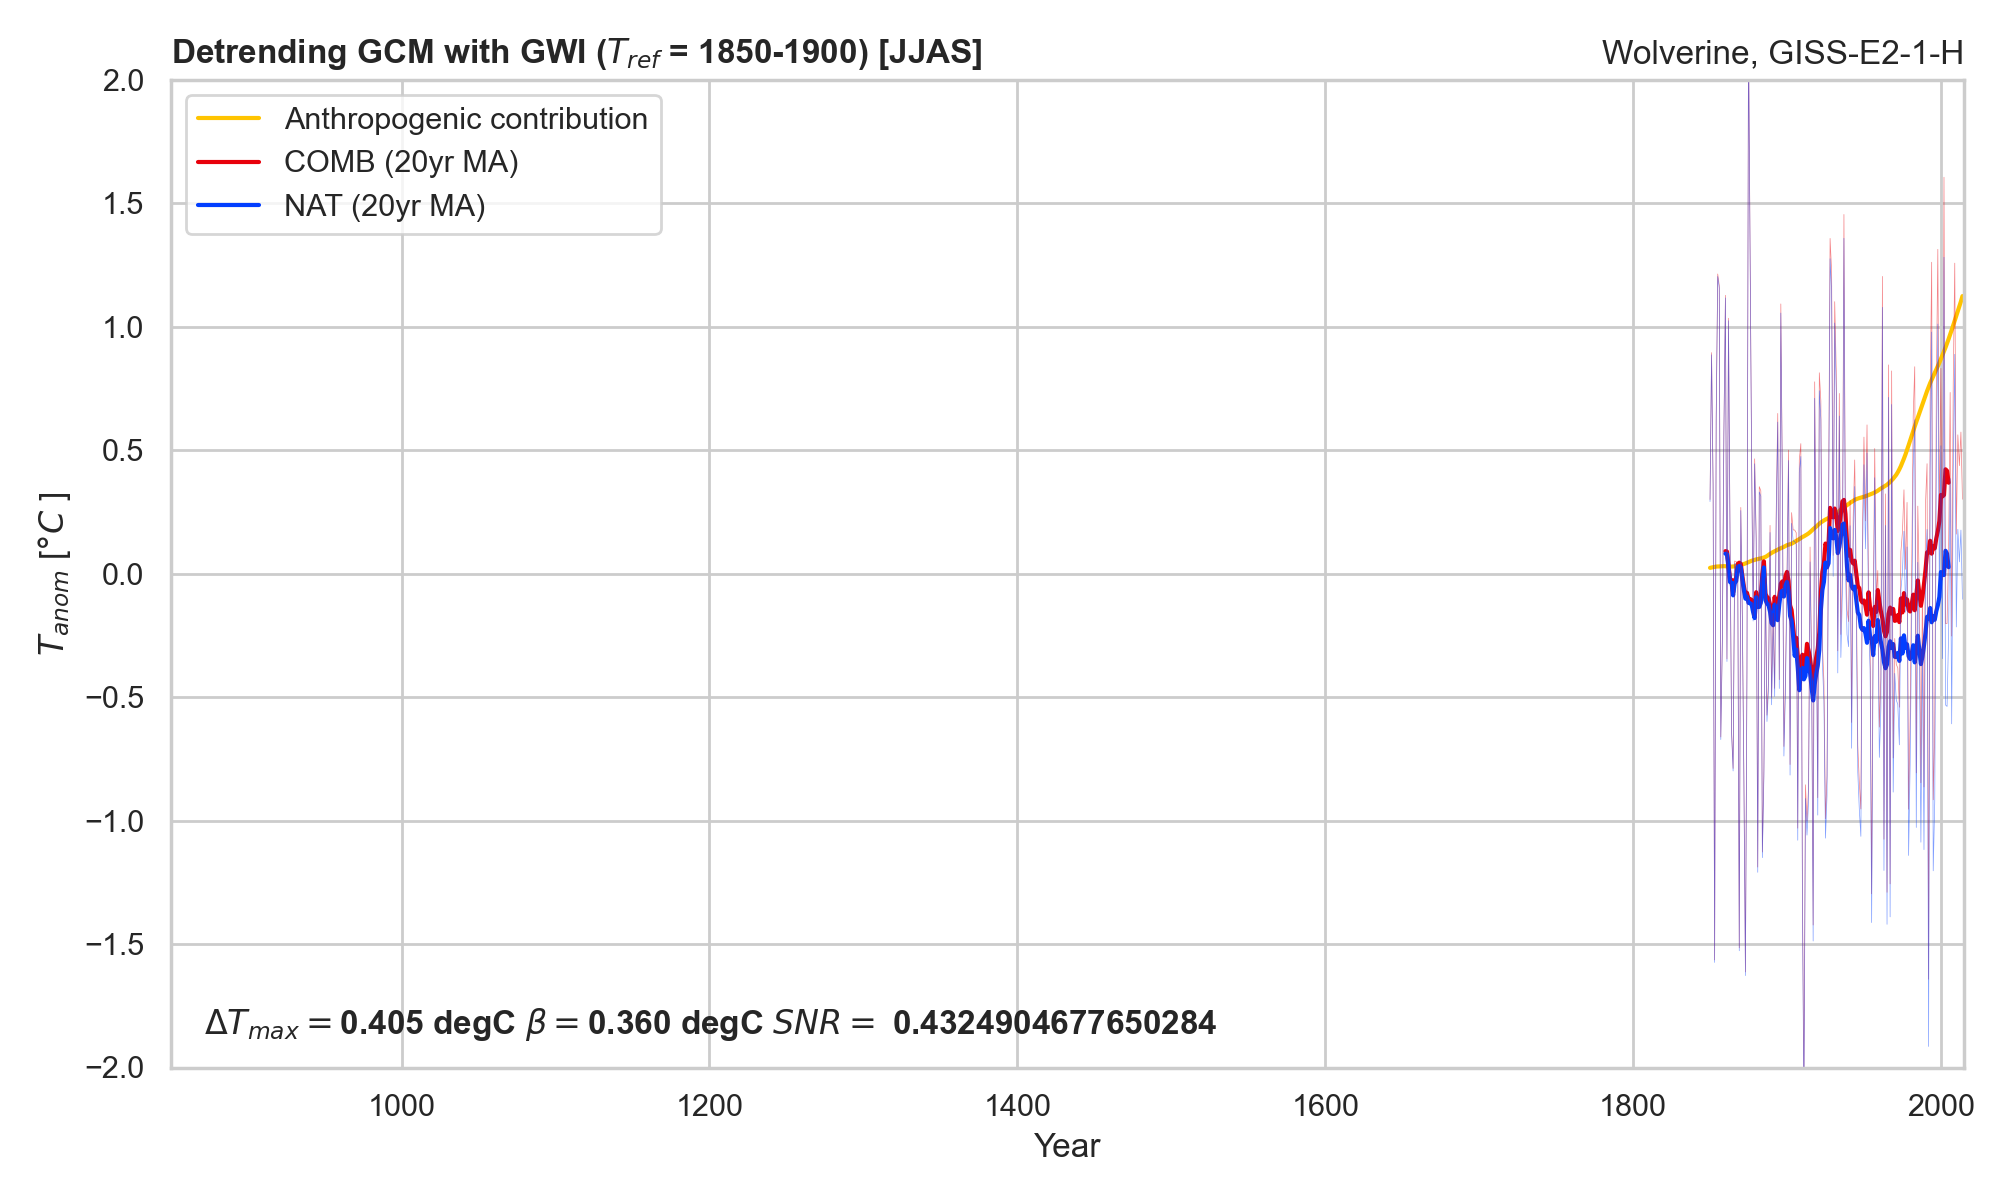 Detrending GCM with GWI (T_ref = 1850-1900) [JJAS]
Wolverine, GISS-E2-1-H
2.0
1.5
1.0
0.5
0.0
−0.5
−1.0
−1.5
−2.0
T_anom [°C ]
Anthropogenic contribution
COMB (20yr MA)
NAT (20yr MA)
ΔT_max = 0.405 degC β = 0.360 degC SNR = 0.4324904677650284
1000 1200 1400 1600 1800 2000
Year